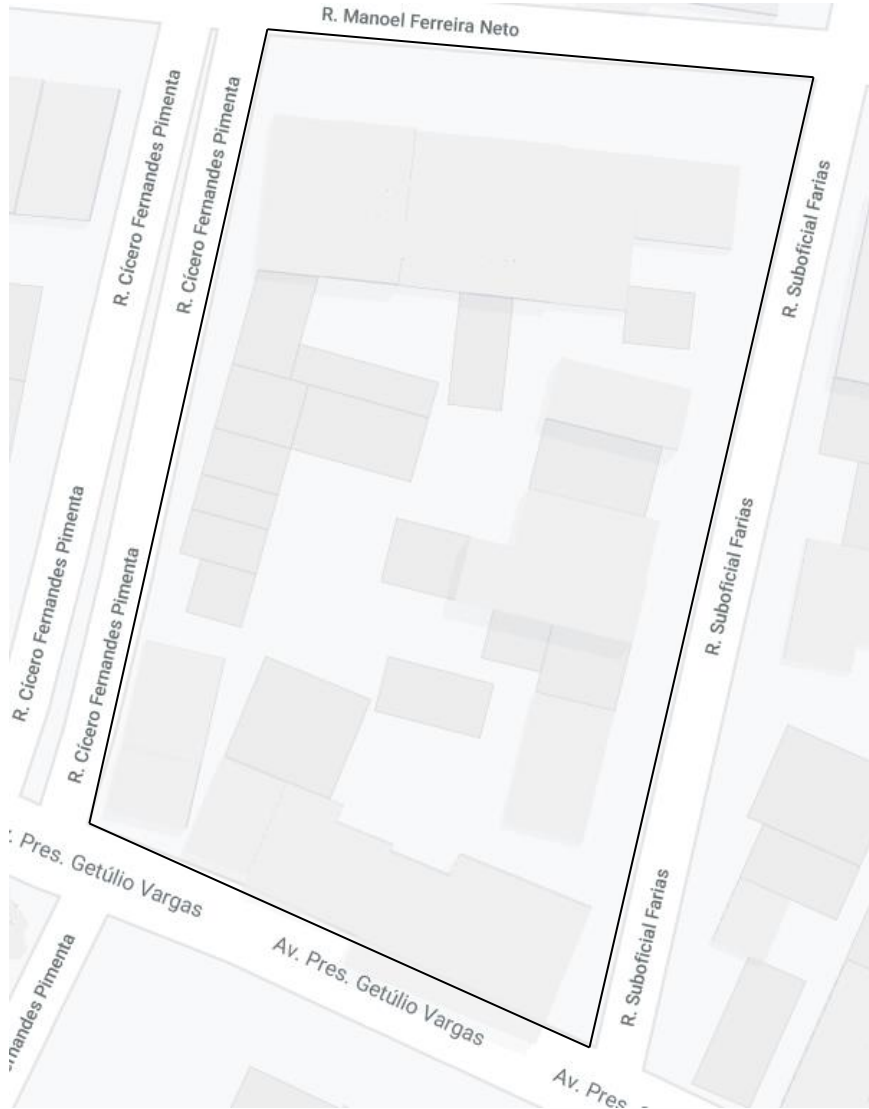 R. Manoel Ferreira Neto
R. Cícero Fernandes Pimenta
R. Cícero Fernandes Pimenta
R. Suboficial Farias
R. Cícero Fernandes Pimenta
R. Cícero Fernandes Pimenta
R. Suboficial Farias
. Pres. Getúlio Vargas
Av. Pres. Getúlio Vargas
R. Suboficial Farias
Fernandes Pimenta
Av. Pres.